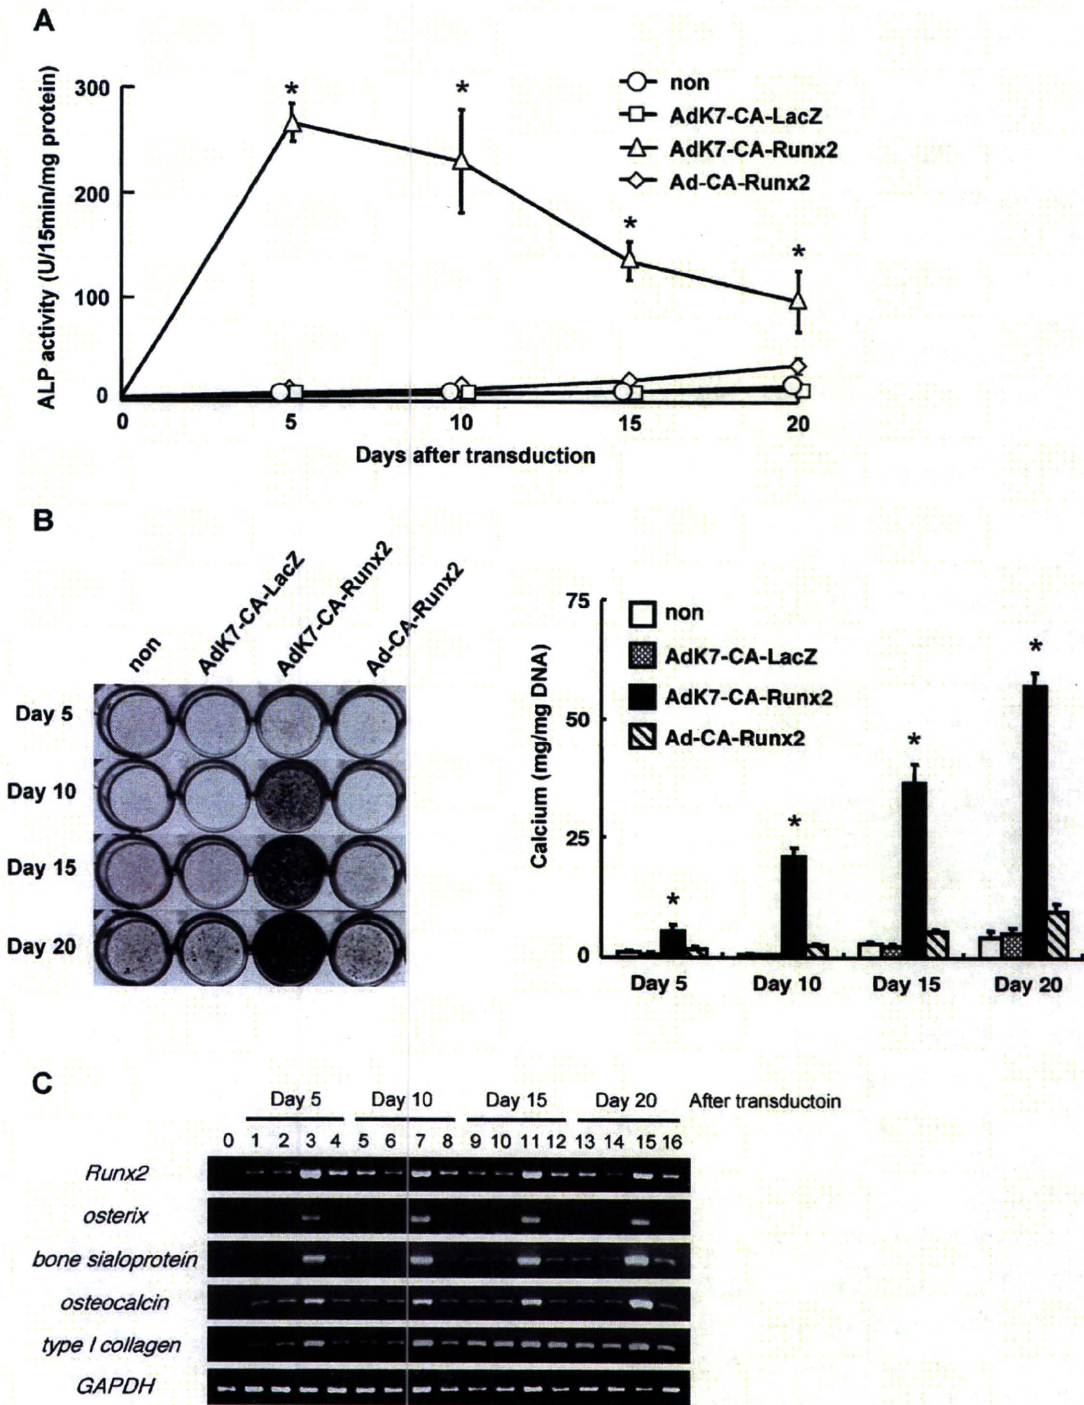 A
300
200
100
0
ALP activity (U/15min/mg protein)
0 5 10 15 20
Days after transduction
* * * *
non
AdK7-CA-LacZ
AdK7-CA-Runx2
Ad-CA-Runx2
B
non AdK7-CA-LacZ AdK7-CA-Runx2 Ad-CA-Runx2
Day 5
Day 10
Day 15
Day 20
75
50
25
0
Calcium (mg/mg DNA)
non
AdK7-CA-LacZ
AdK7-CA-Runx2
Ad-CA-Runx2
* * * *
Day 5 Day 10 Day 15 Day 20
C
Day 5 Day 10 Day 15 Day 20 After transductoin
0 1 2 3 4 5 6 7 8 9 10 11 12 13 14 15 16
Runx2
osterix
bone sialoprotein
osteocalcin
type I collagen
GAPDH